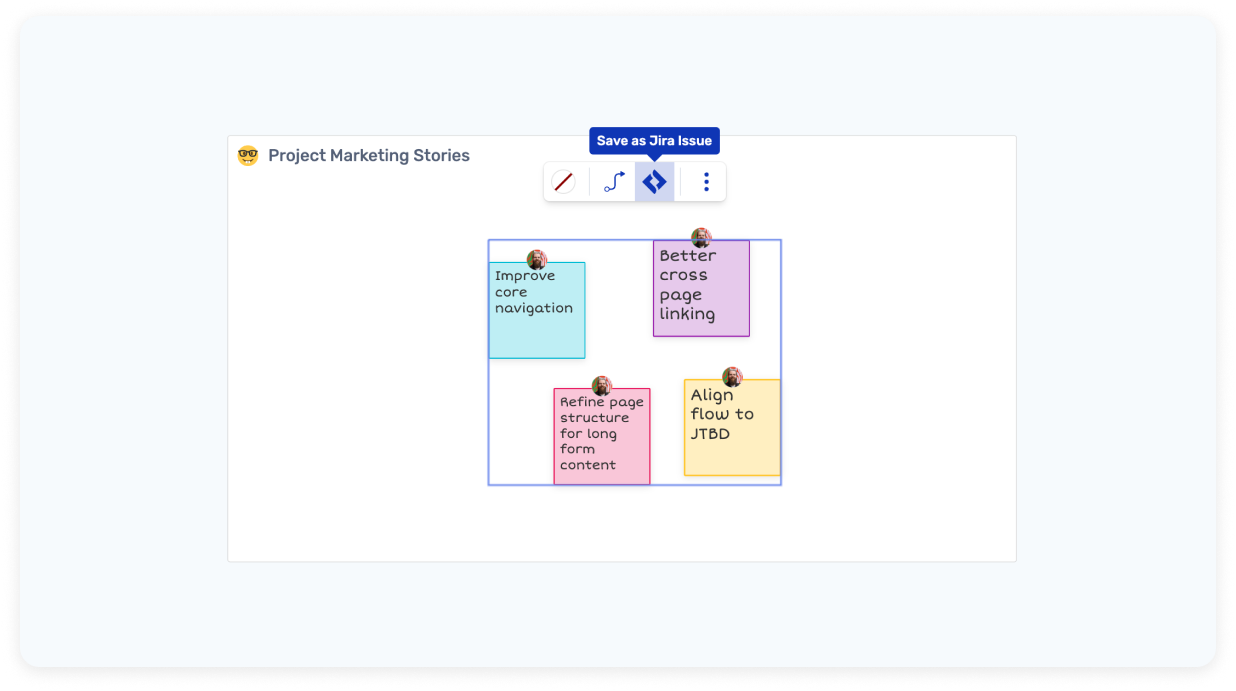 Save as Jira Issue
Project Marketing Stories
Improve
core
navigation
Better
cross
page
linking
Refine page
structure
for long
form
content
Align
flow to
JTBD